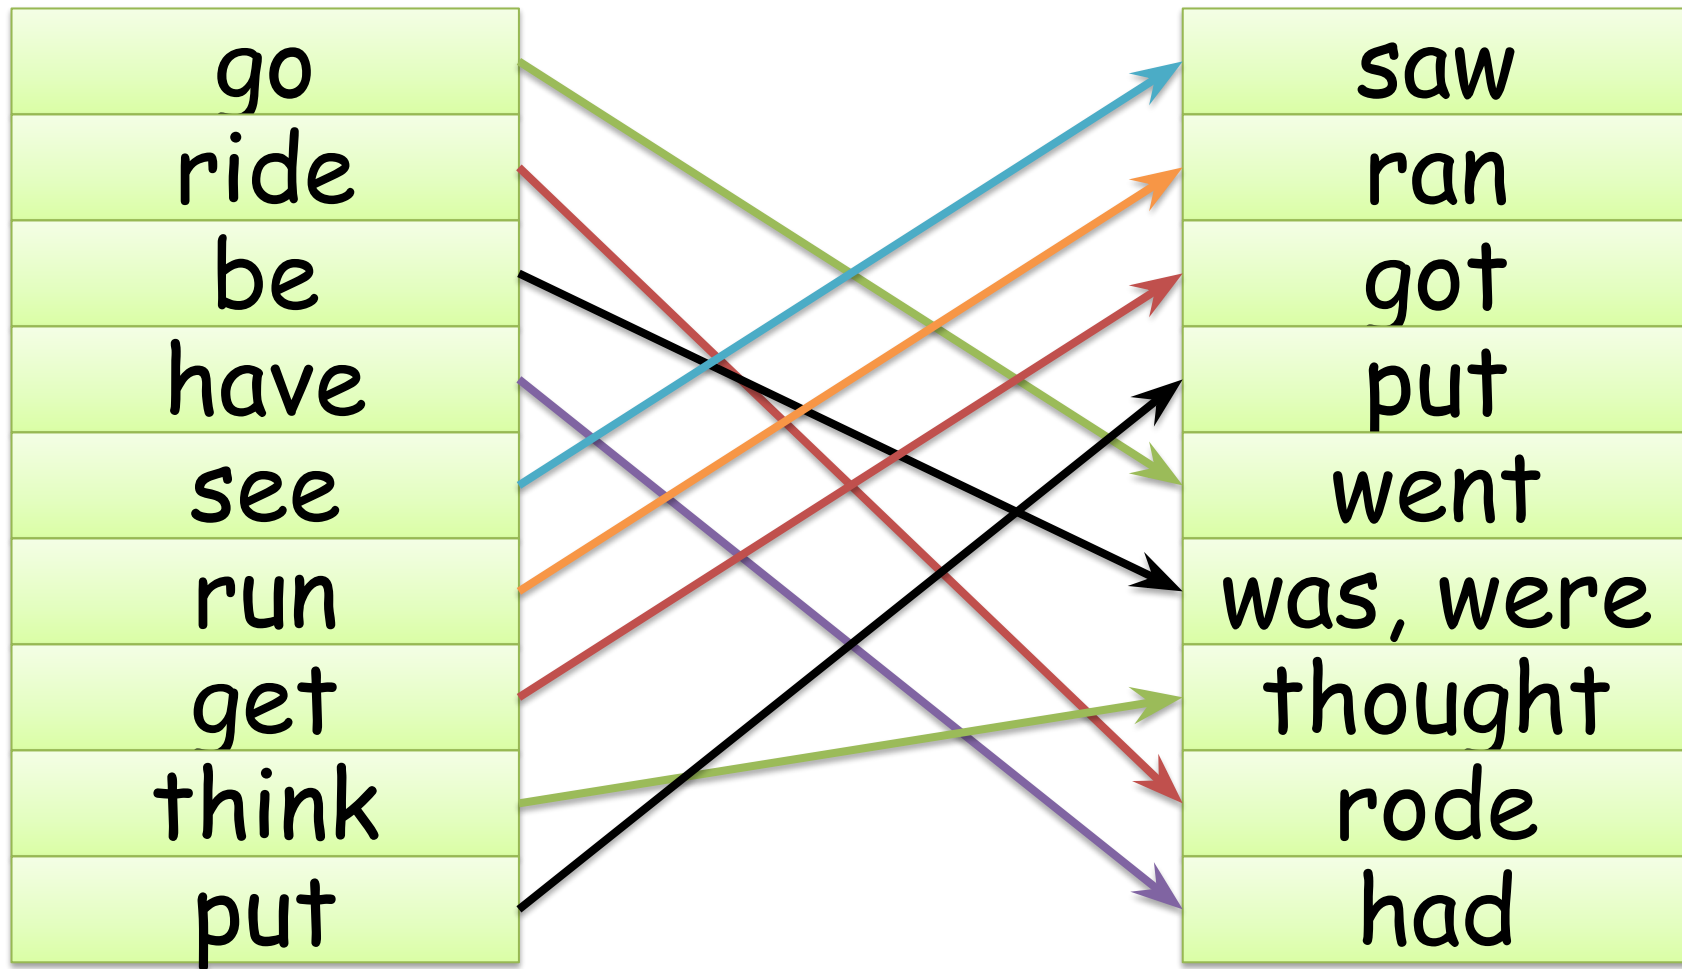 go
ride
be
have
see
run
get
think
put
saw
ran
got
put
went
was, were
thought
rode
had